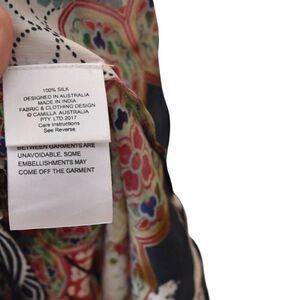 100% SILK
DESIGNED IN AUSTRALIA
MADE IN INDIA
FABRIC & CLOTHING DESIGN
© CAMILLA AUSTRALIA
PTY. LTD 2017
Care Instructions
See Reverse
BETWEEN GARMENTS ARE
UNAVOIDABLE, SOME
EMBELLISHMENTS MAY
COME OFF THE GARMENT